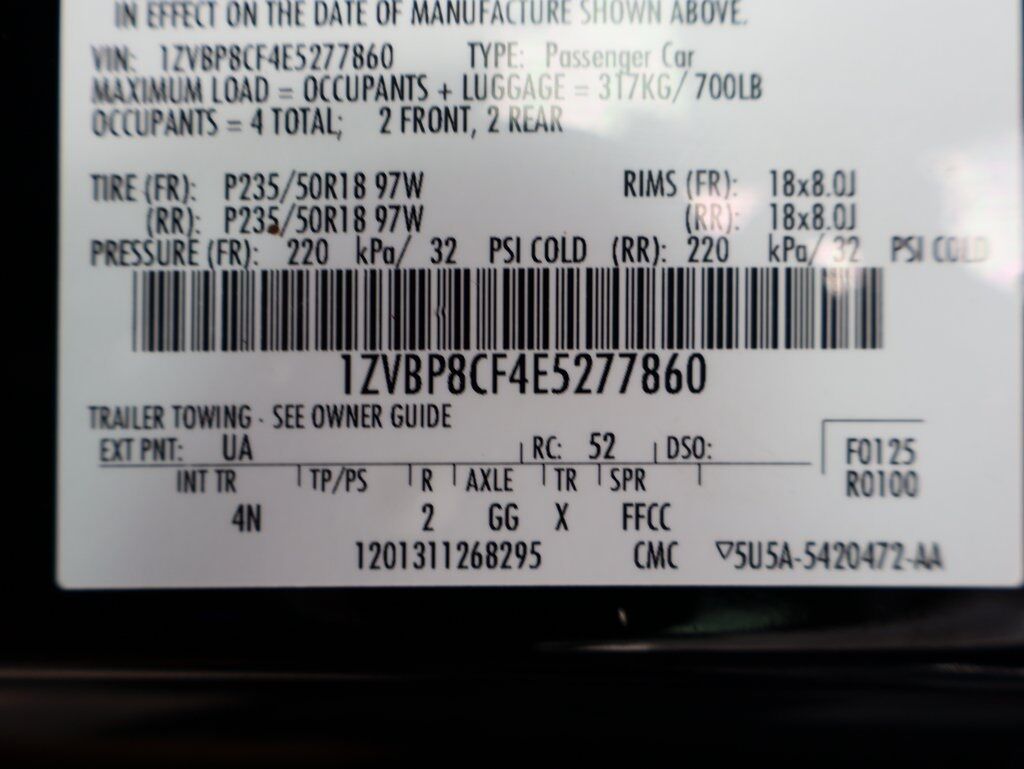 IN EFFECT ON THE DATE OF MANUFACTURE SHOWN ABOVE.
VIN: 1ZVBP8CF4E5277860 TYPE: Passenger Car
MAXIMUM LOAD = OCCUPANTS + LUGGAGE = 317KG/ 700LB
OCCUPANTS = 4 TOTAL; 2 FRONT, 2 REAR
TIRE (FR): P235/50R18 97W RIMS (FR): 18x8.0J
(RR): P235/50R18 97W (RR): 18x8.0J
PRESSURE (FR): 220 kPa/ 32 PSI COLD (RR): 220 kPa/ 32 PSI COLD
1ZVBP8CF4E5277860
TRAILER TOWING - SEE OWNER GUIDE
EXT PNT: UA RC: 52 DSO: F0125
INT TR TP/PS R AXLE TR SPR R0100
4N 2 GG X FFCC
1201311268295 CMC ▽5U5A-5420472-AA